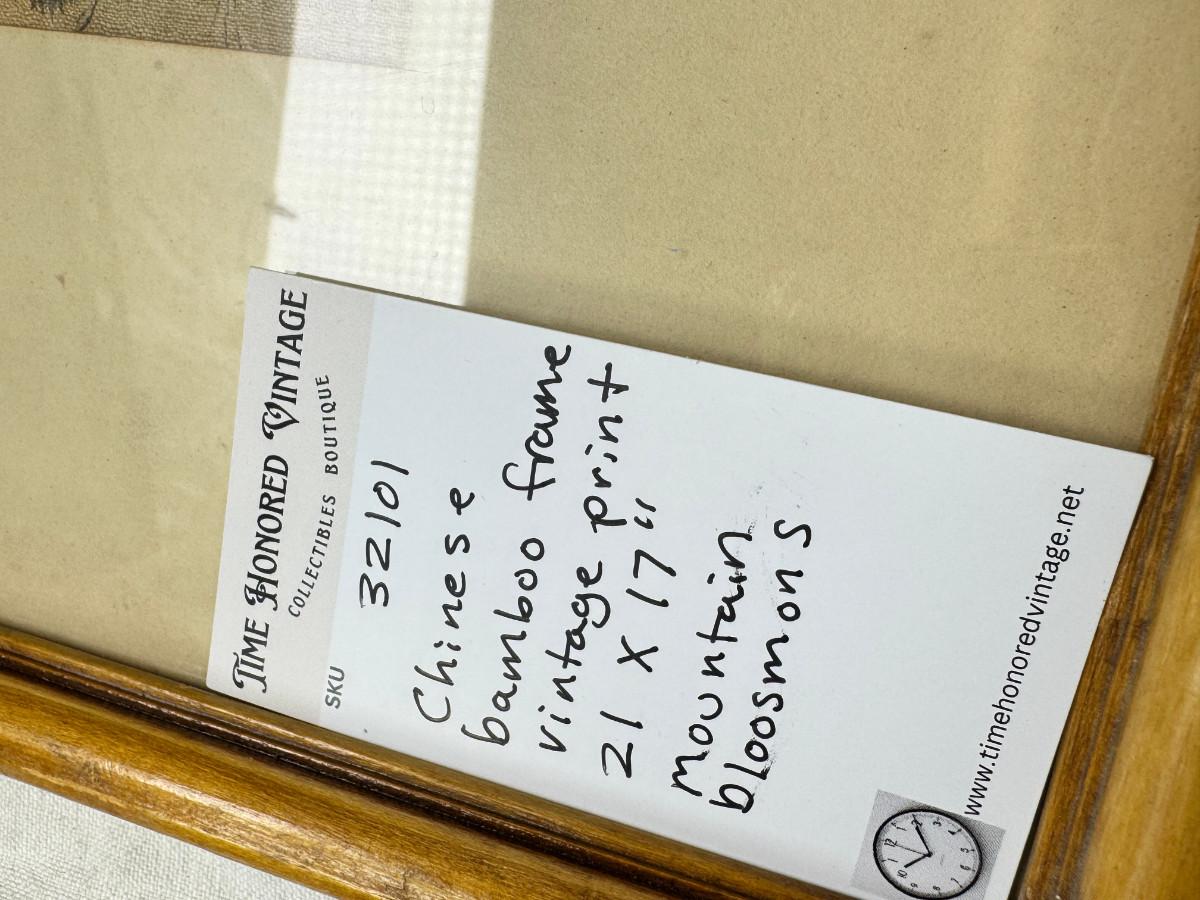 TIME HONORED VINTAGE
COLLECTIBLES BOUTIQUE
SKU
32101
Chinese
bamboo frame
vintage print
21 x 17"
mountain
bloosmons
www.timehonoredvintage.net